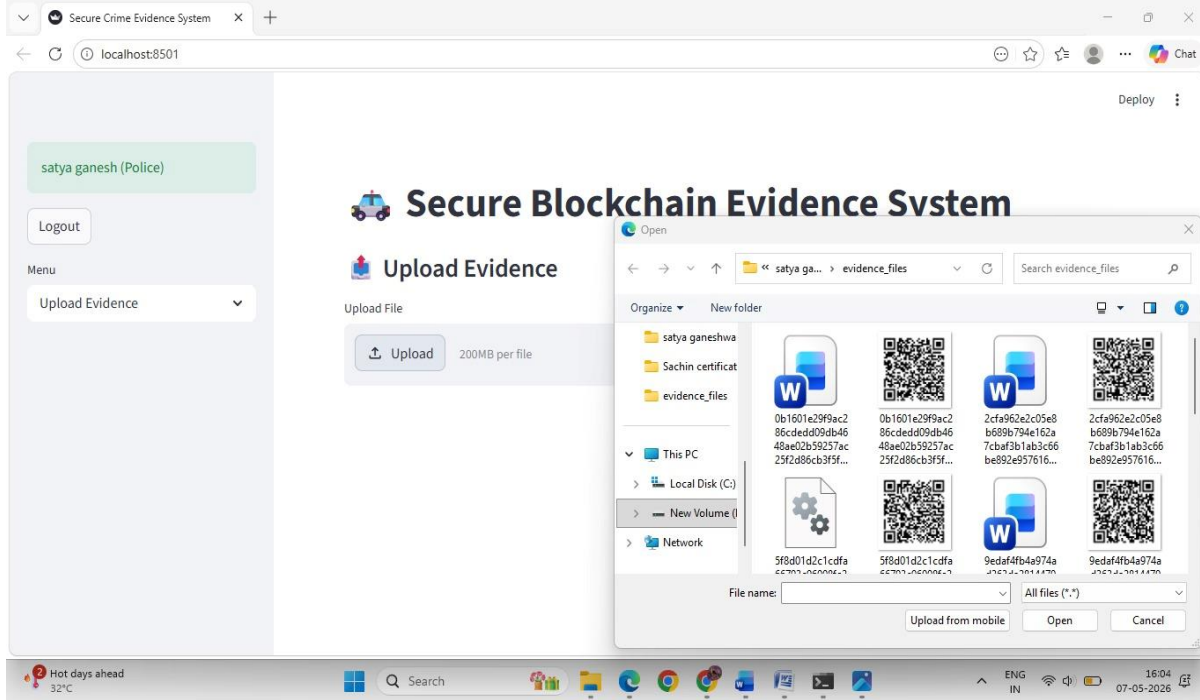 Secure Crime Evidence System
localhost:8501
Chat
Deploy
satya ganesh (Police)
Logout
Menu
Upload Evidence
Secure Blockchain Evidence System
Upload Evidence
Upload File
Upload
200MB per file
Open
« satya ga... › evidence_files
Search evidence_files
Organize
New folder
satya ganeshwa
Sachin certificat
evidence_files
This PC
Local Disk (C:)
New Volume (
Network
0b1601e29f9ac2
86cdedd09db46
48ae02b59257ac
25f2d86cb3f5f...
0b1601e29f9ac2
86cdedd09db46
48ae02b59257ac
25f2d86cb3f5f...
2cfa962e2c05e8
b689b794e162a
7cbaf3b1ab3c66
be892e957616...
2cfa962e2c05e8
b689b794e162a
7cbaf3b1ab3c66
be892e957616...
5f8d01d2c1cdfa
5f8d01d2c1cdfa
9edaf4fb4a974a
9edaf4fb4a974a
File name:
All files (*.*)
Upload from mobile
Open
Cancel
2
Hot days ahead
32°C
Search
ENG
IN
16:04
07-05-2026